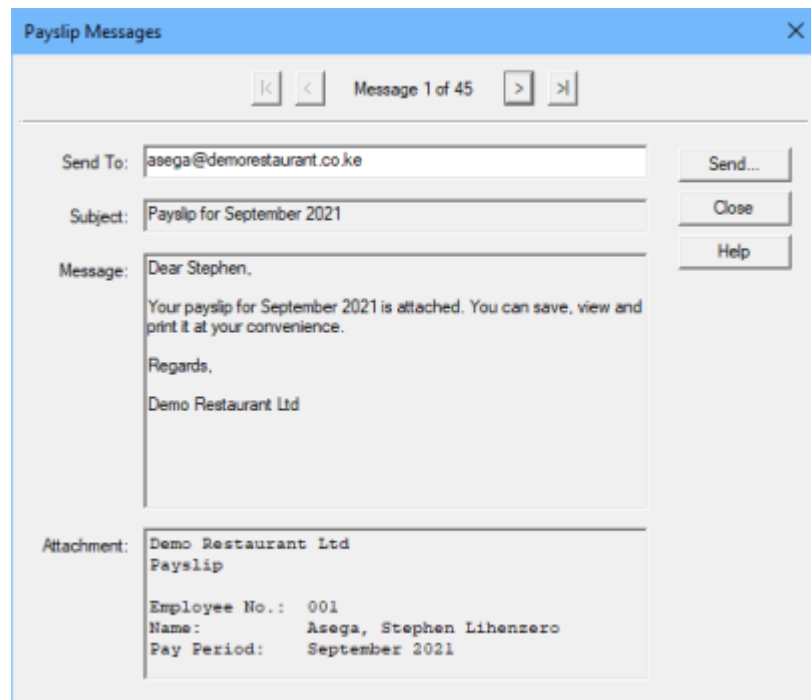 Payslip Messages
|< < Message 1 of 45 > >|
Send To: asega@demorestaurant.co.ke
Send...
Subject: Payslip for September 2021
Close
Help
Message: Dear Stephen,
Your payslip for September 2021 is attached. You can save, view and
print it at your convenience.
Regards,
Demo Restaurant Ltd
Attachment: Demo Restaurant Ltd
Payslip
Employee No.: 001
Name: Asega, Stephen Lihenzero
Pay Period: September 2021